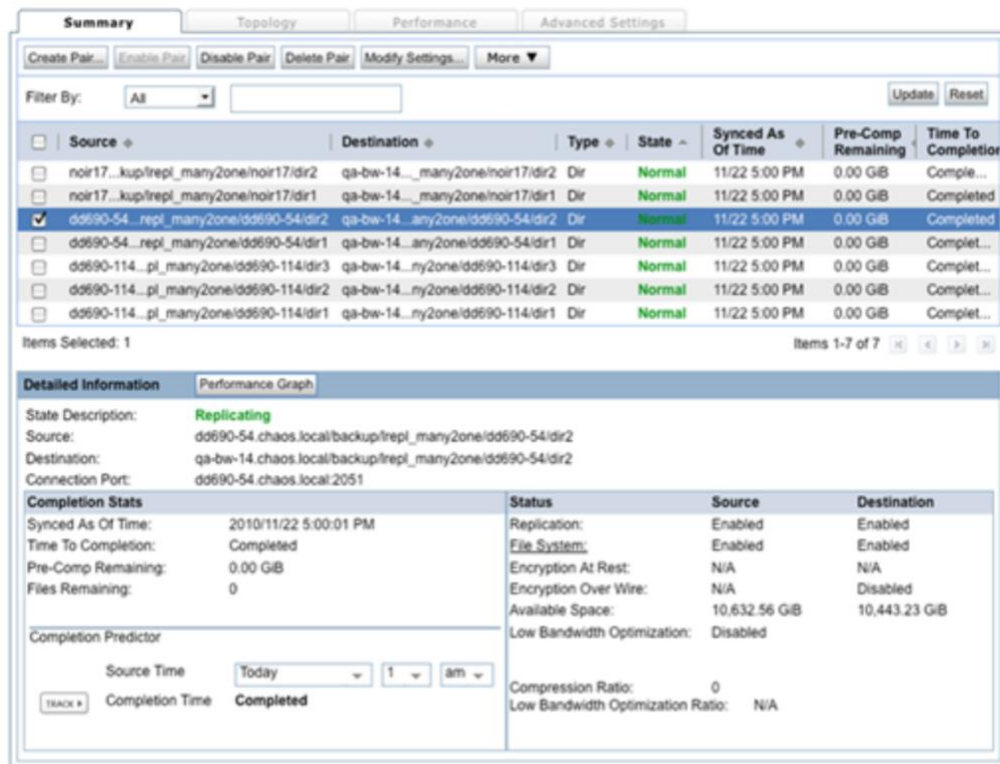 Summary Topology Performance Advanced Settings
Create Pair... Enable Pair Disable Pair Delete Pair Modify Settings... More ▼
Filter By: All Update Reset
Source Destination Type State Synced As Of Time Pre-Comp Remaining Time To Completion
noir17...kup/lrepl_many2one/noir17/dir2 qa-bw-14..._many2one/noir17/dir2 Dir Normal 11/22 5:00 PM 0.00 GiB Comple...
noir17...kup/lrepl_many2one/noir17/dir1 qa-bw-14..._many2one/noir17/dir1 Dir Normal 11/22 5:00 PM 0.00 GiB Completed
dd690-54...repl_many2one/dd690-54/dir2 qa-bw-14...any2one/dd690-54/dir2 Dir Normal 11/22 5:00 PM 0.00 GiB Completed
dd690-54...repl_many2one/dd690-54/dir1 qa-bw-14...any2one/dd690-54/dir1 Dir Normal 11/22 5:00 PM 0.00 GiB Complet...
dd690-114...pl_many2one/dd690-114/dir3 qa-bw-14...ny2one/dd690-114/dir3 Dir Normal 11/22 5:00 PM 0.00 GiB Complet...
dd690-114...pl_many2one/dd690-114/dir2 qa-bw-14...ny2one/dd690-114/dir2 Dir Normal 11/22 5:00 PM 0.00 GiB Complet...
dd690-114...pl_many2one/dd690-114/dir1 qa-bw-14...ny2one/dd690-114/dir1 Dir Normal 11/22 5:00 PM 0.00 GiB Complet...
Items Selected: 1 Items 1-7 of 7
Detailed Information Performance Graph
State Description: Replicating
Source: dd690-54.chaos.local/backup/lrepl_many2one/dd690-54/dir2
Destination: qa-bw-14.chaos.local/backup/lrepl_many2one/dd690-54/dir2
Connection Port: dd690-54.chaos.local:2051
Completion Stats
Synced As Of Time: 2010/11/22 5:00:01 PM
Time To Completion: Completed
Pre-Comp Remaining: 0.00 GiB
Files Remaining: 0
Completion Predictor
Source Time Today 1 am
TRACK Completion Time Completed
Status Source Destination
Replication: Enabled Enabled
File System: Enabled Enabled
Encryption At Rest: N/A N/A
Encryption Over Wire: N/A Disabled
Available Space: 10,632.56 GiB 10,443.23 GiB
Low Bandwidth Optimization: Disabled
Compression Ratio: 0
Low Bandwidth Optimization Ratio: N/A